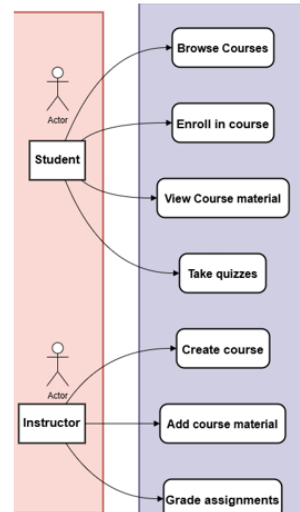 Browse Courses
Actor
Enroll in course
Student
View Course material
Take quizzes
Create course
Actor
Instructor
Add course material
Grade assignments